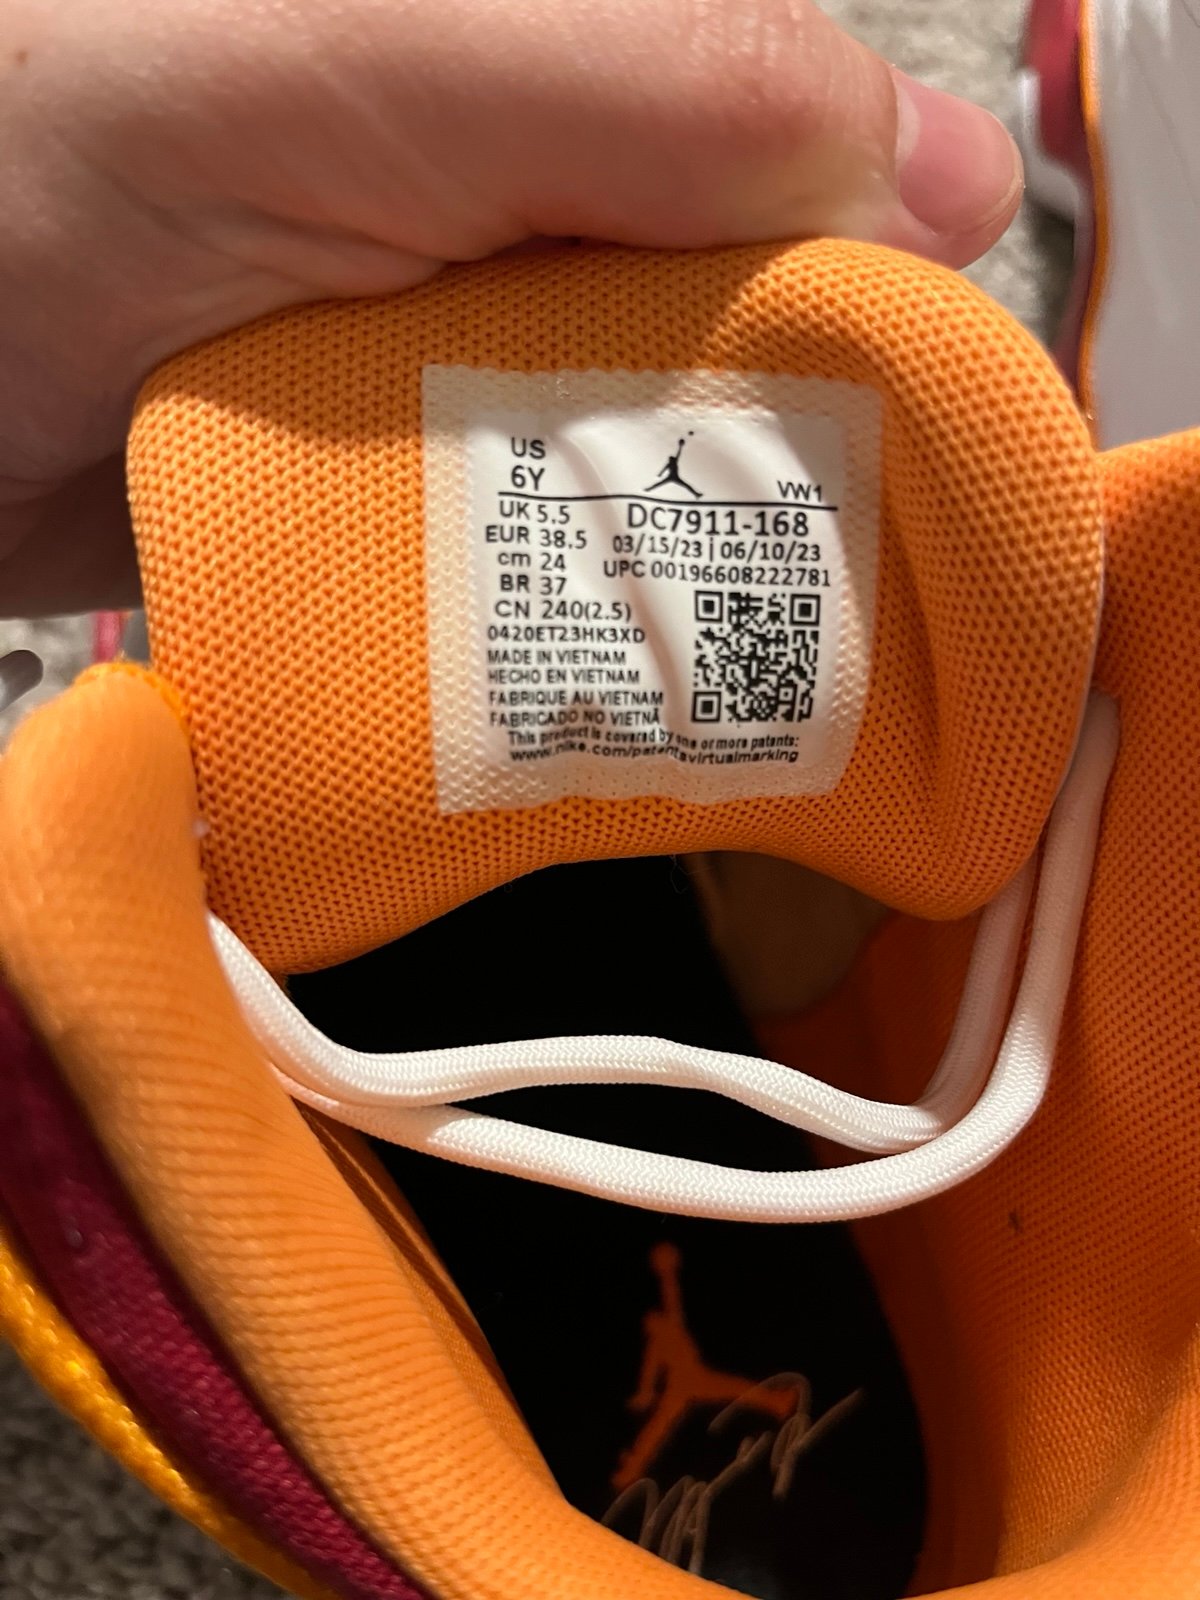 US
6Y
VW1
UK 5.5
DC7911-168
EUR 38.5
03/15/23 | 06/10/23
cm 24
UPC 00196608222781
BR 37
CN 240(2.5)
0420ET23HK3XD
MADE IN VIETNAM
HECHO EN VIETNAM
FABRIQUE AU VIETNAM
FABRICADO NO VIETNÃ
This product is covered by one or more patents:
www.nike.com/patentsvirtualmarking